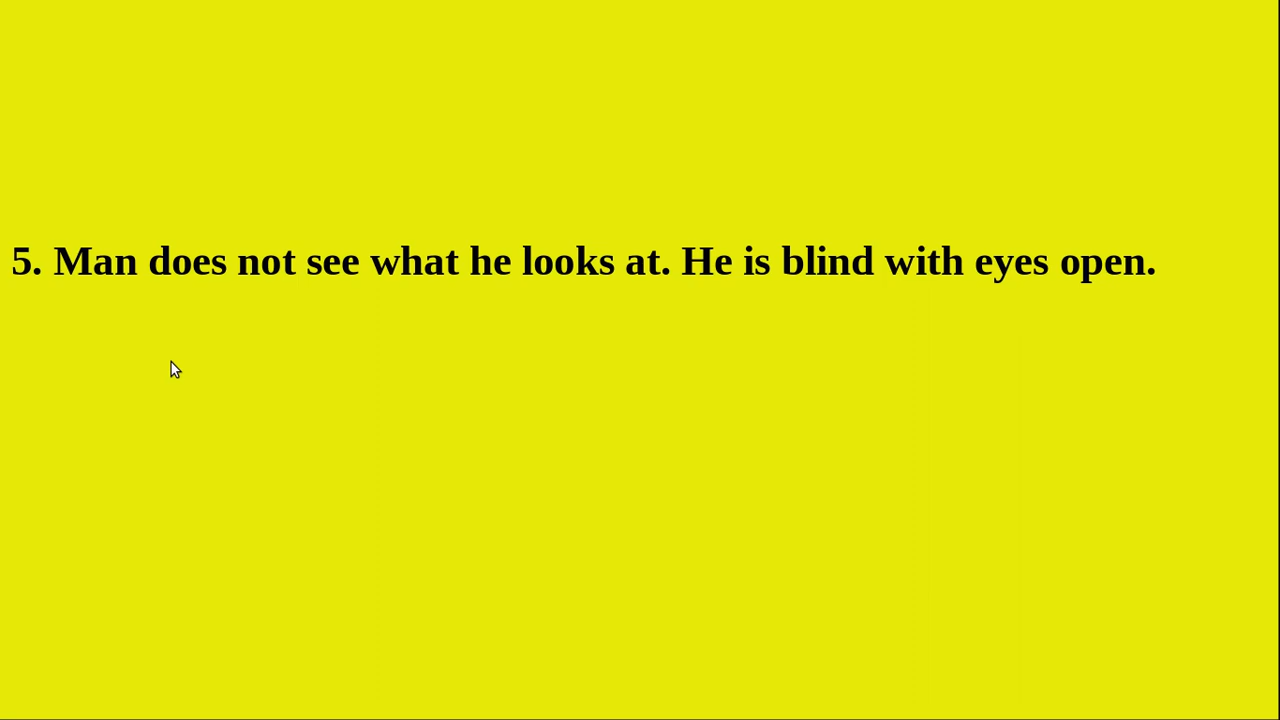 5. Man does not see what he looks at. He is blind with eyes open.